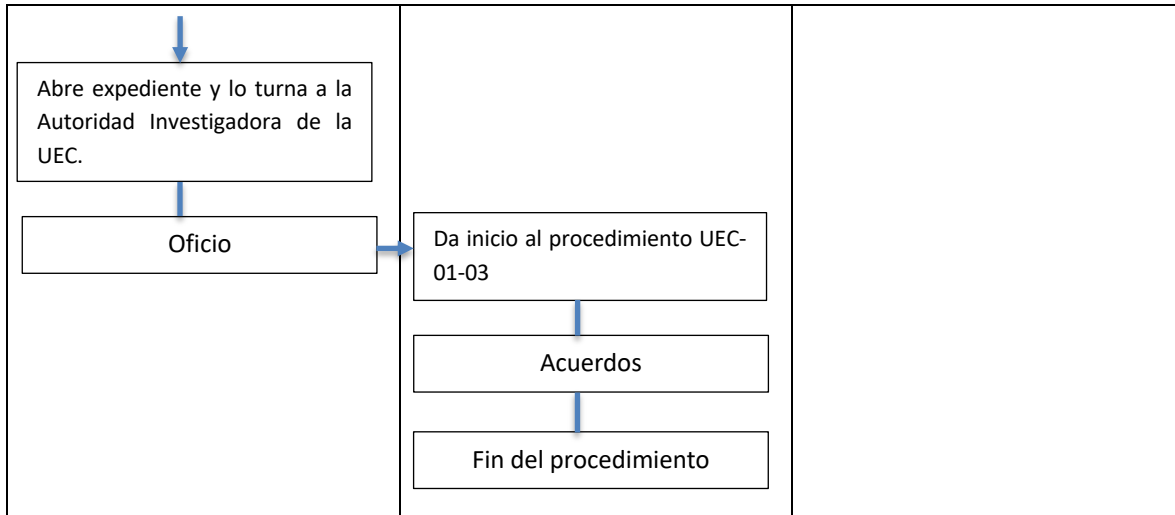 Abre expediente y lo turna a la
Autoridad Investigadora de la
UEC.
Oficio
Da inicio al procedimiento UEC-
01-03
Acuerdos
Fin del procedimiento